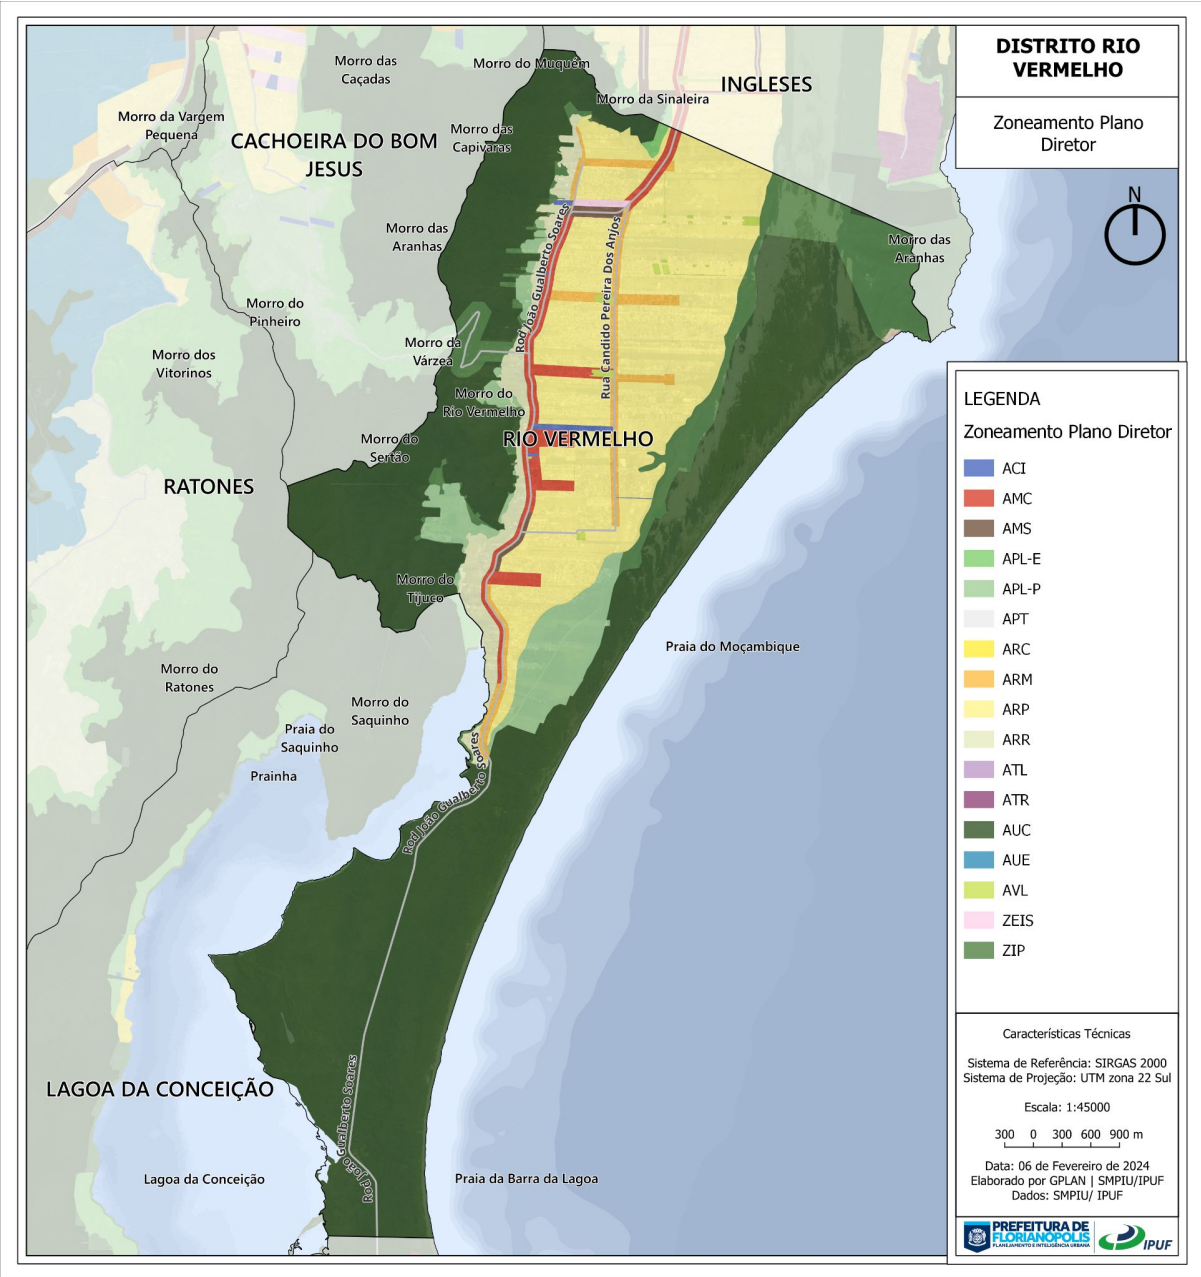 DISTRITO RIO
VERMELHO
Zoneamento Plano
Diretor
N
Morro das
Caçadas
Morro do Muquém
INGLESES
Morro da Sinaleira
Morro da Vargem
Pequena
CACHOEIRA DO BOM
JESUS
Morro das
Capivaras
Morro das
Aranhas
Morro das
Aranhas
Rod João Gualberto Soares
Rua Candido Pereira Dos Anjos
Morro do
Pinheiro
Morro dos
Vitorinos
Morro da
Várzea
Morro do
Rio Vermelho
RIO VERMELHO
Morro do
Sertão
RATONES
Morro do
Tijuco
Praia do Moçambique
Morro do
Ratones
Morro do
Saquinho
Praia do
Saquinho
Prainha
Rod João Gualberto Soares
LAGOA DA CONCEIÇÃO
Rod João Gualberto Soares
Lagoa da Conceição
Praia da Barra da Lagoa
LEGENDA
Zoneamento Plano Diretor
ACI
AMC
AMS
APL-E
APL-P
APT
ARC
ARM
ARP
ARR
ATL
ATR
AUC
AUE
AVL
ZEIS
ZIP
Características Técnicas
Sistema de Referência: SIRGAS 2000
Sistema de Projeção: UTM zona 22 Sul
Escala: 1:45000
300 0 300 600 900 m
Data: 06 de Fevereiro de 2024
Elaborado por GPLAN | SMPIU/IPUF
Dados: SMPIU/ IPUF
PREFEITURA DE
FLORIANÓPOLIS
PLANEJAMENTO E INTELIGÊNCIA URBANA
IPUF